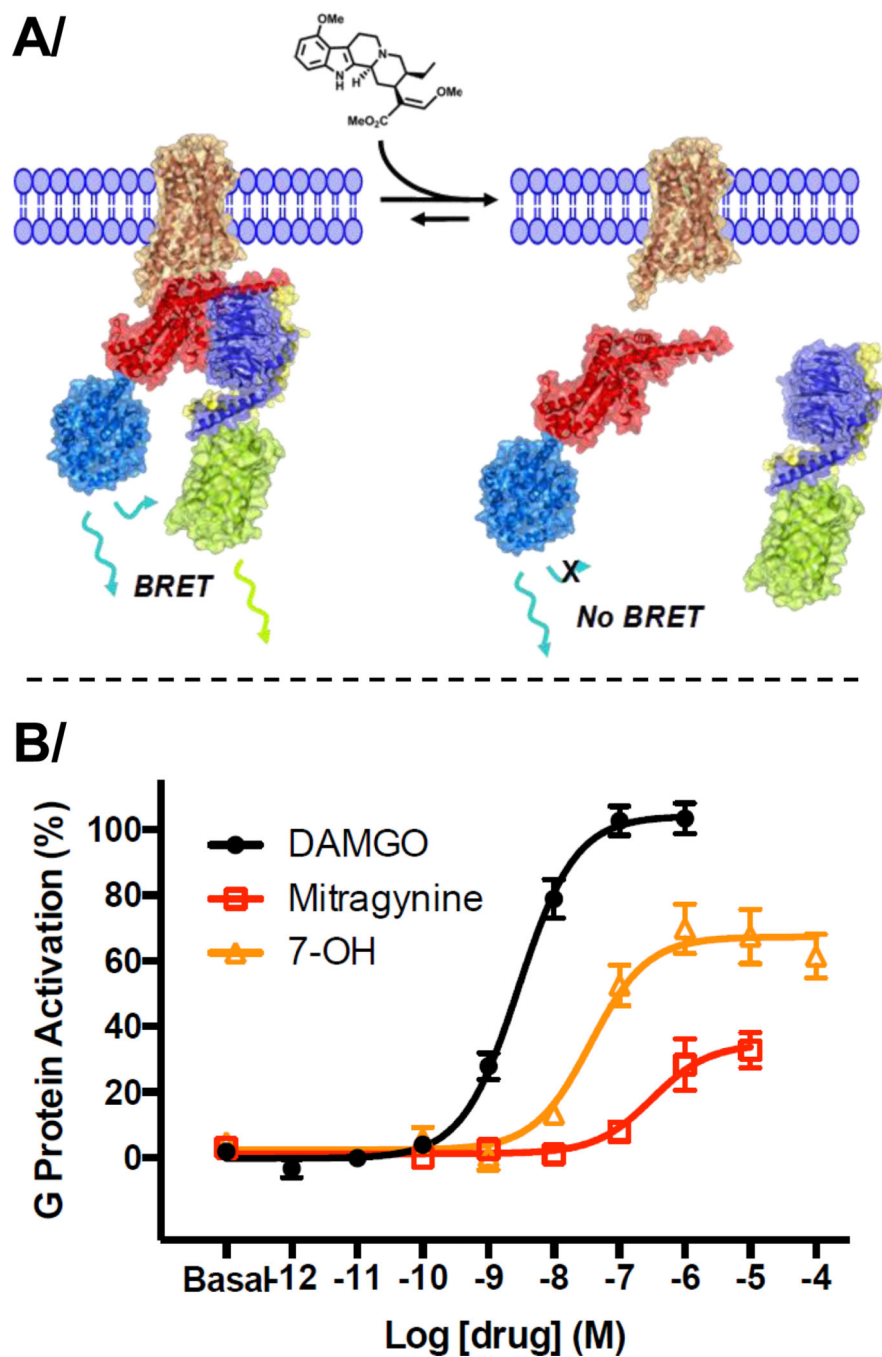 A/
OMe
N
N
H
H
OMe
MeO₂C
BRET
X
No BRET
B/
G Protein Activation (%)
100
80
60
40
20
0
DAMGO
Mitragynine
7-OH
Basal -12 -11 -10 -9 -8 -7 -6 -5 -4
Log [drug] (M)